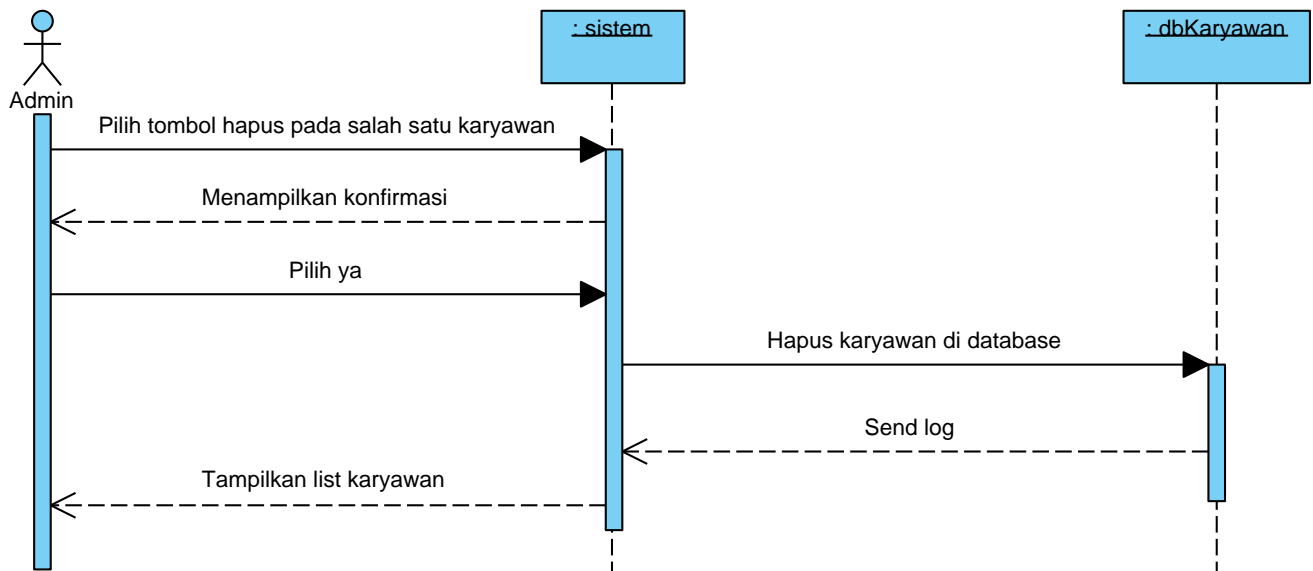 : sistem
: dbKaryawan
Admin
Pilih tombol hapus pada salah satu karyawan
Menampilkan konfirmasi
Pilih ya
Hapus karyawan di database
Send log
Tampilkan list karyawan